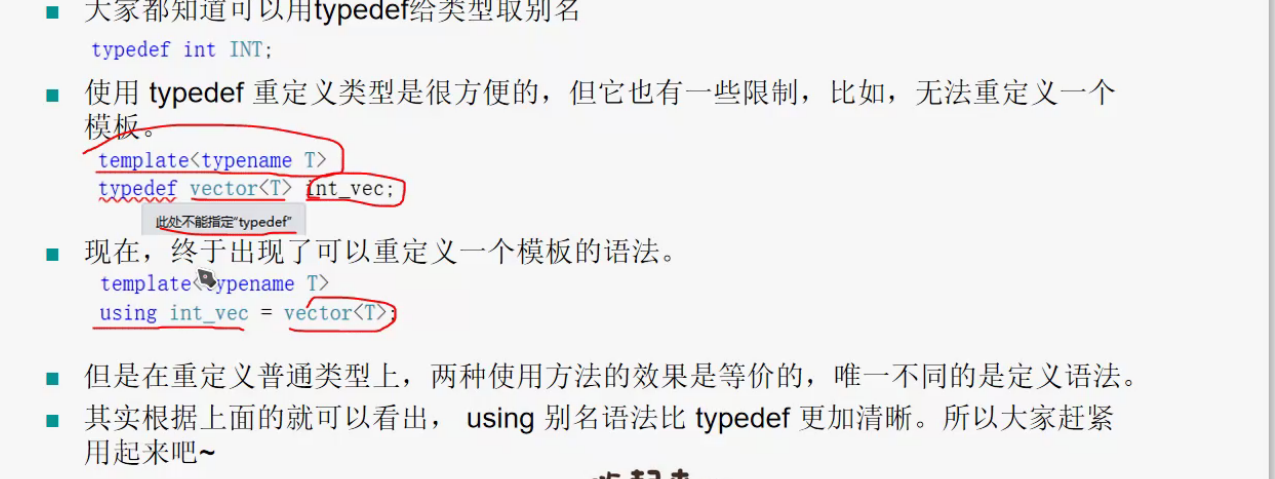 大家都知道可以用typedef给类型取别名
typedef int INT;
使用 typedef 重定义类型是很方便的，但它也有一些限制，比如，无法重定义一个
模板。
template<typename T>
typedef vector<T> int_vec;
此处不能指定"typedef"
现在，终于出现了可以重定义一个模板的语法。
template<typename T>
using int_vec = vector<T>;
但是在重定义普通类型上，两种使用方法的效果是等价的，唯一不同的是定义语法。
其实根据上面的就可以看出， using 别名语法比 typedef 更加清晰。所以大家赶紧
用起来吧~